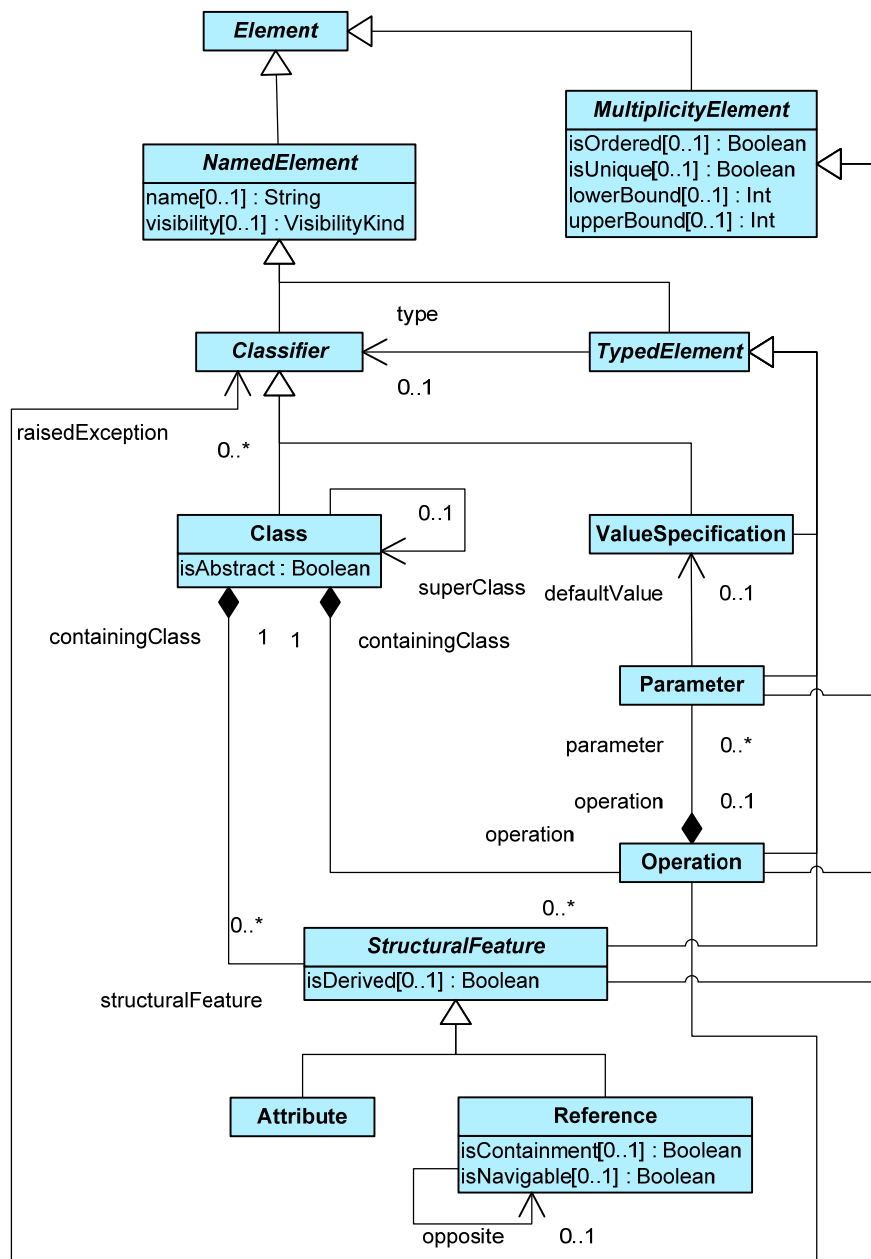 Element
MultiplicityElement
isOrdered[0..1] : Boolean
isUnique[0..1] : Boolean
lowerBound[0..1] : Int
upperBound[0..1] : Int
NamedElement
name[0..1] : String
visibility[0..1] : VisibilityKind
type
Classifier
TypedElement
0..1
raisedException
0..*
0..1
Class
isAbstract : Boolean
ValueSpecification
superClass
defaultValue
0..1
containingClass
1
1
containingClass
Parameter
parameter
0..*
operation
0..1
operation
Operation
0..*
0..*
StructuralFeature
isDerived[0..1] : Boolean
structuralFeature
Attribute
Reference
isContainment[0..1] : Boolean
isNavigable[0..1] : Boolean
opposite
0..1